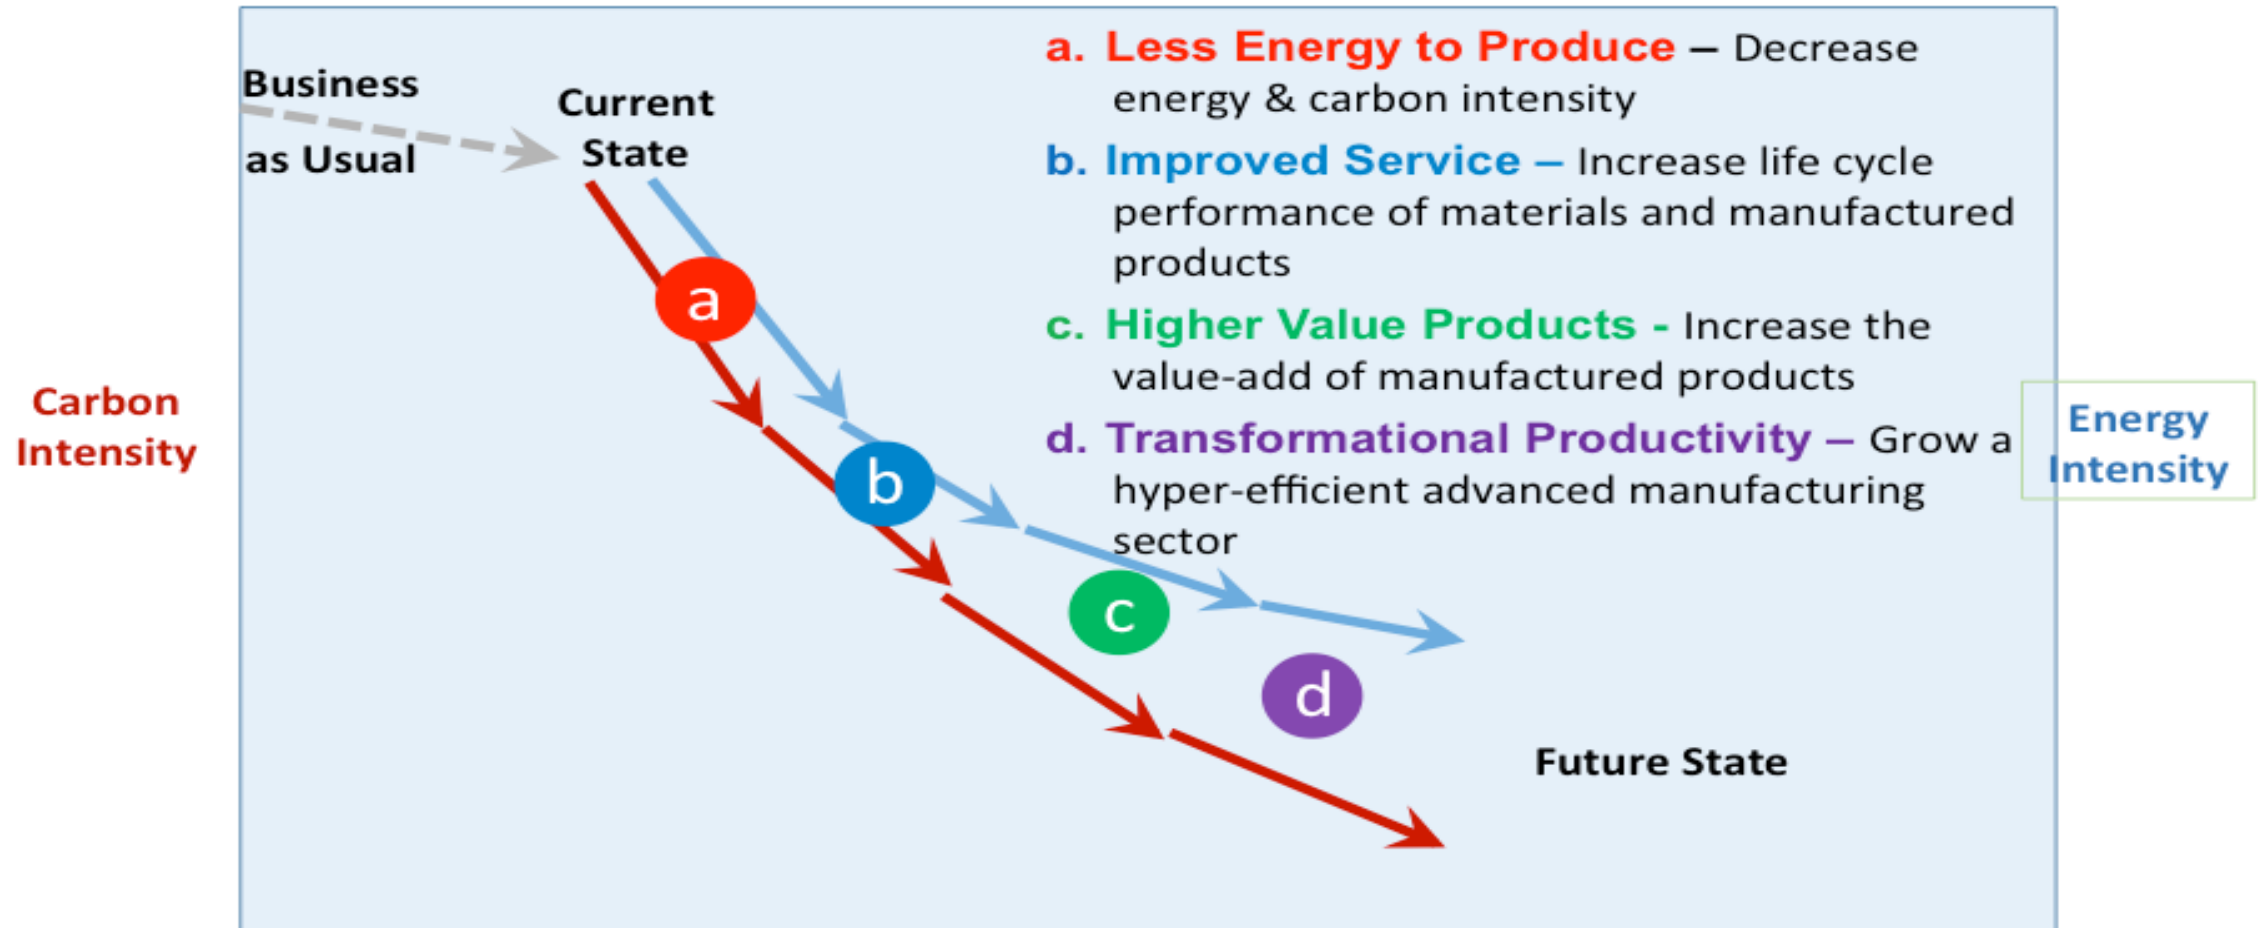 Business
as Usual
Current
State
a. Less Energy to Produce – Decrease
energy & carbon intensity
b. Improved Service – Increase life cycle
performance of materials and manufactured
products
c. Higher Value Products - Increase the
value-add of manufactured products
d. Transformational Productivity – Grow a
hyper-efficient advanced manufacturing
sector
Carbon
Intensity
Energy
Intensity
a
b
c
d
Future State